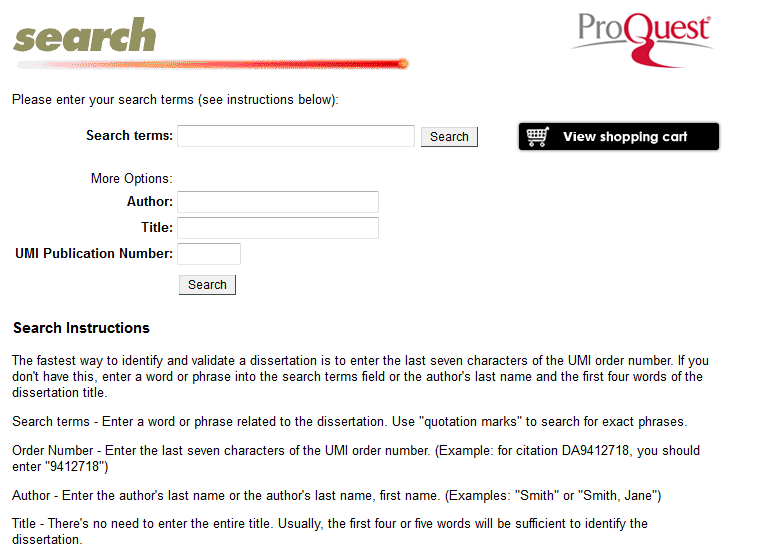 search
ProQuest®
Please enter your search terms (see instructions below):
Search terms:
Search
View shopping cart
More Options:
Author:
Title:
UMI Publication Number:
Search
Search Instructions
The fastest way to identify and validate a dissertation is to enter the last seven characters of the UMI order number. If you
don't have this, enter a word or phrase into the search terms field or the author's last name and the first four words of the
dissertation title.
Search terms - Enter a word or phrase related to the dissertation. Use "quotation marks" to search for exact phrases.
Order Number - Enter the last seven characters of the UMI order number. (Example: for citation DA9412718, you should
enter "9412718")
Author - Enter the author's last name or the author's last name, first name. (Examples: "Smith" or "Smith, Jane")
Title - There's no need to enter the entire title. Usually, the first four or five words will be sufficient to identify the
dissertation.